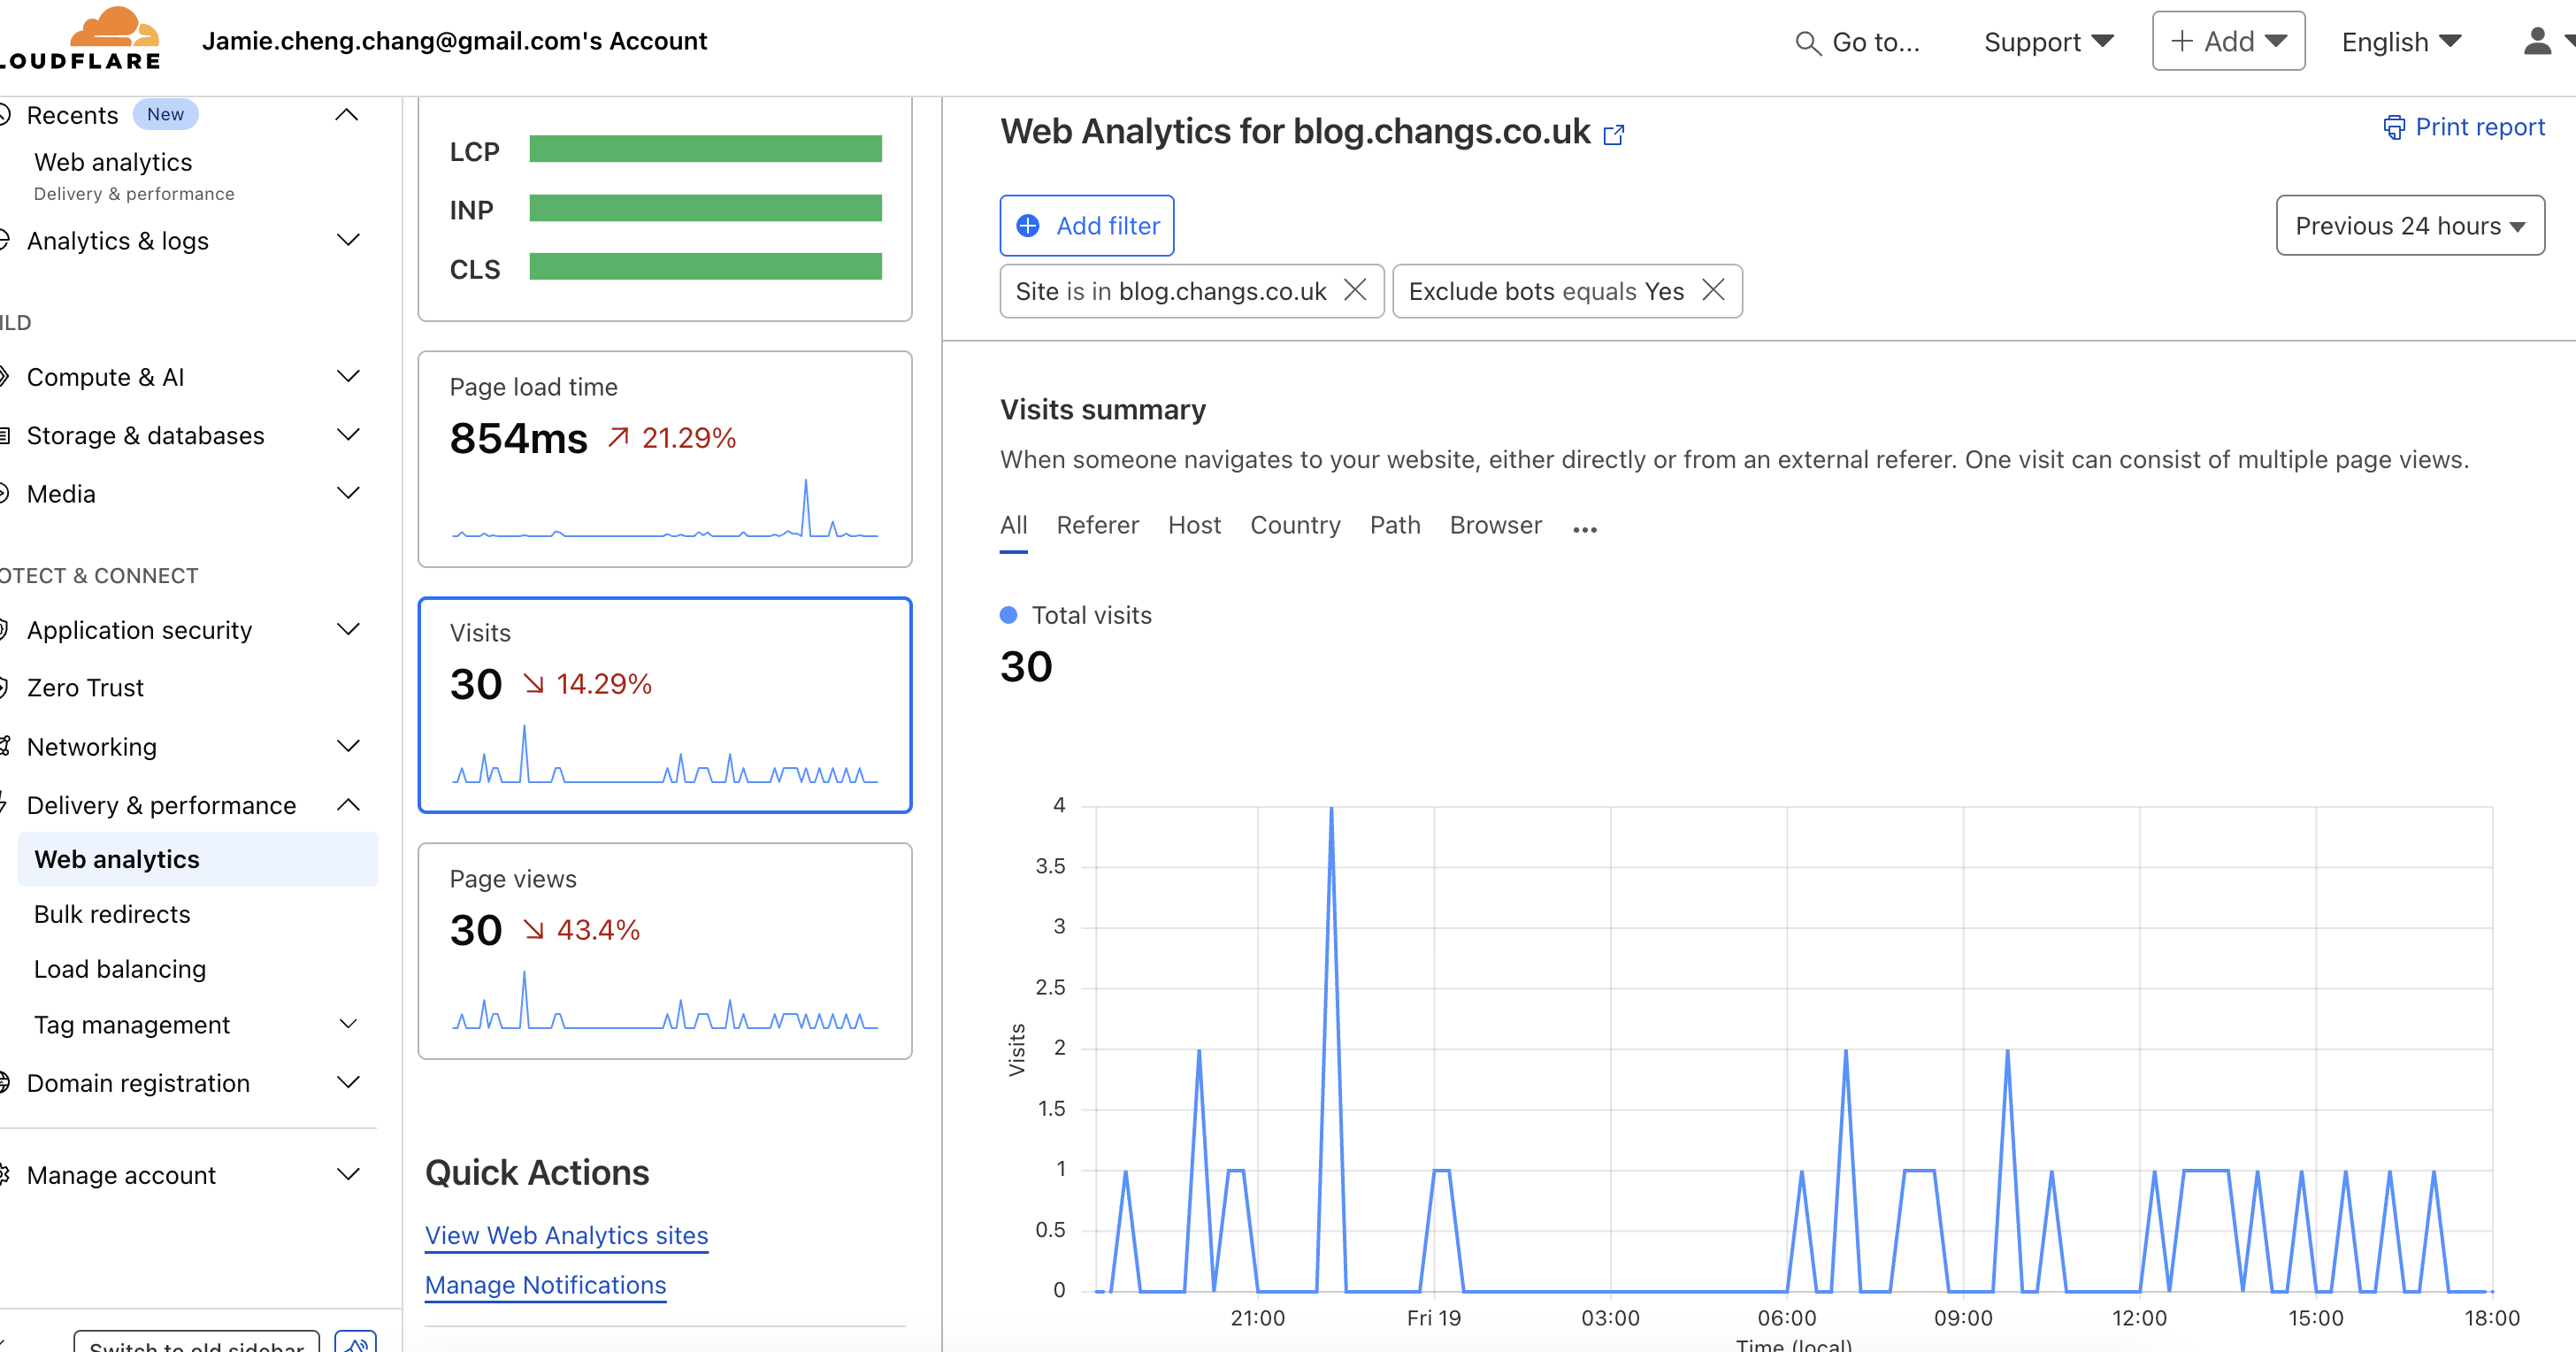 LOUDFLARE
Jamie.cheng.chang@gmail.com's Account
Go to...
Support
+ Add
English
Recents New
Web analytics
Delivery & performance
Analytics & logs
ILD
Compute & AI
Storage & databases
Media
OTECT & CONNECT
Application security
Zero Trust
Networking
Delivery & performance
Web analytics
Bulk redirects
Load balancing
Tag management
Domain registration
Manage account
Switch to old sidebar
LCP
INP
CLS
Page load time
854ms 21.29%
Visits
30 14.29%
Page views
30 43.4%
Quick Actions
View Web Analytics sites
Manage Notifications
Web Analytics for blog.changs.co.uk
Print report
Add filter
Previous 24 hours
Site is in blog.changs.co.uk
Exclude bots equals Yes
Visits summary
When someone navigates to your website, either directly or from an external referer. One visit can consist of multiple page views.
All Referer Host Country Path Browser ...
Total visits
30
4
3.5
3
2.5
2
1.5
1
0.5
0
Visits
21:00 Fri 19 03:00 06:00 09:00 12:00 15:00 18:00
Time (local)